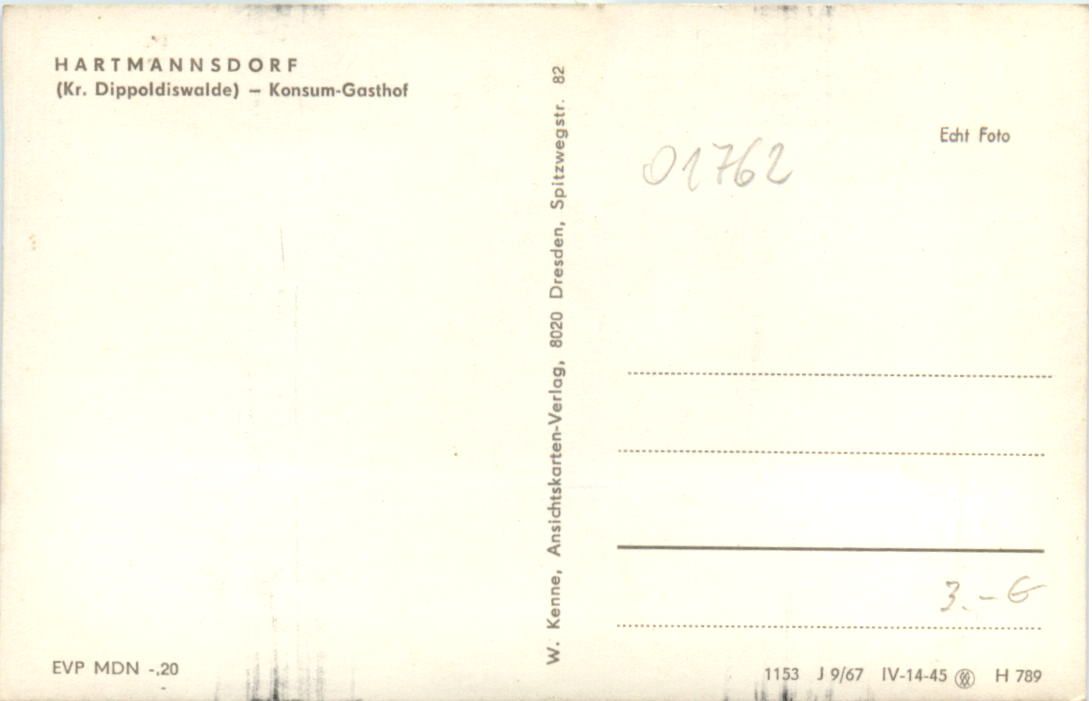 HARTMANNSDORF
(Kr. Dippoldiswalde) – Konsum-Gasthof
EVP MDN -,20
W. Kenne, Ansichtskarten-Verlag, 8020 Dresden, Spitzwegstr. 82
Echt Foto
01762
3.- €
1153 J 9/67 IV-14-45 H 789